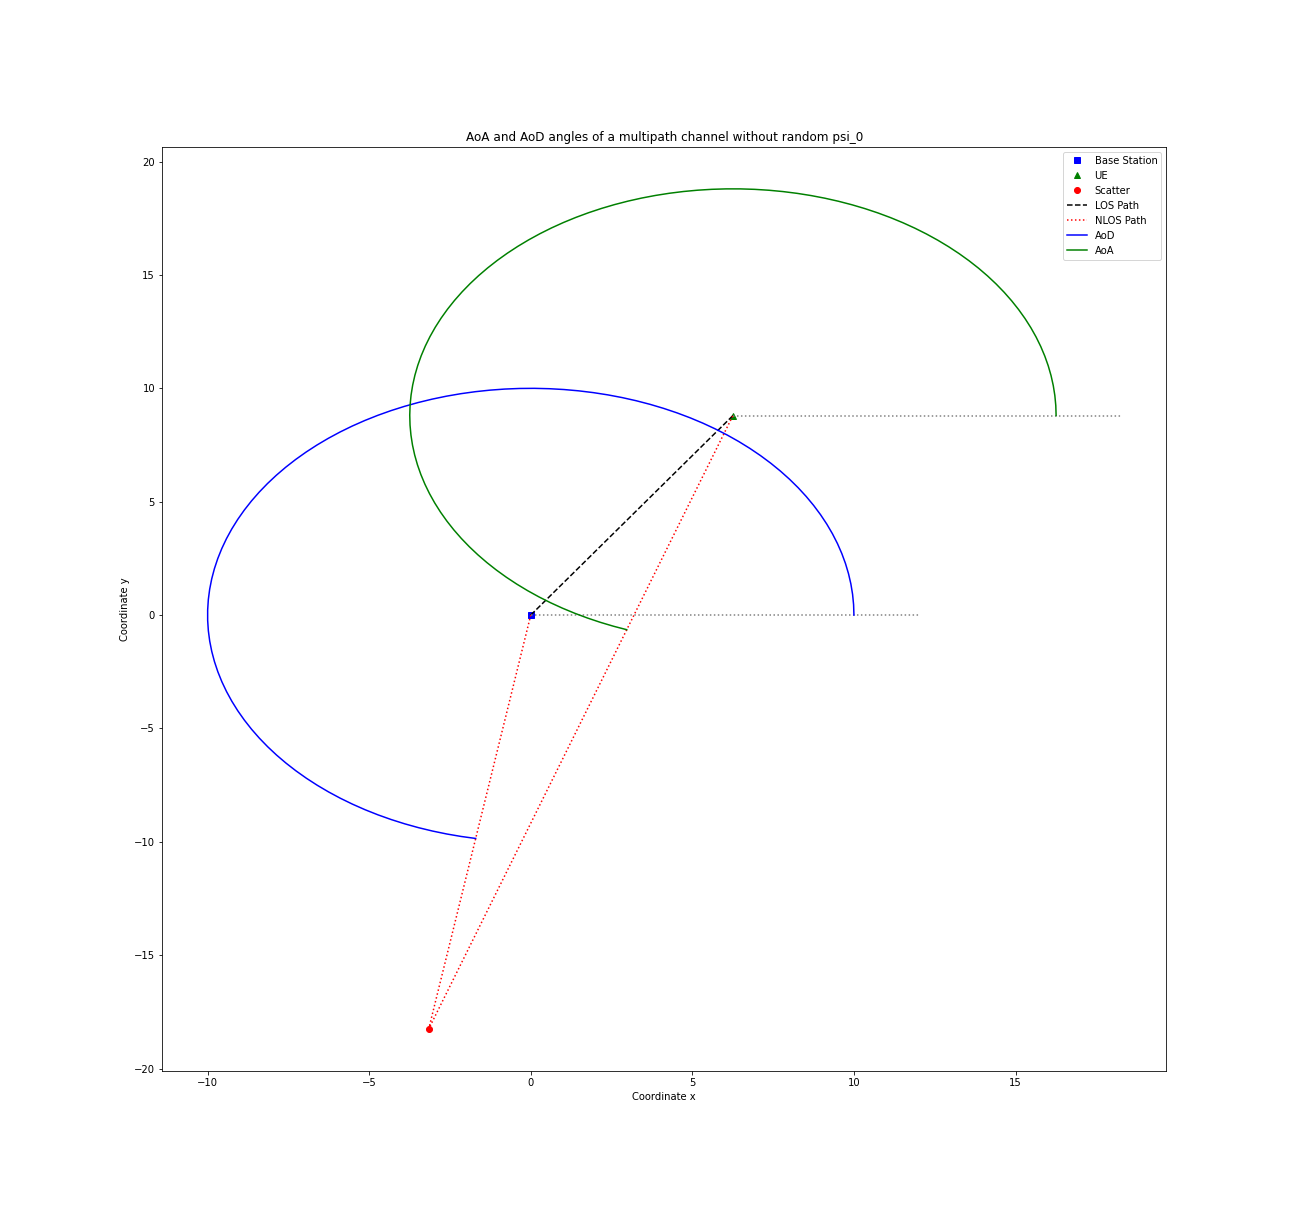 AoA and AoD angles of a multipath channel without random psi_0
20
15
10
5
0
−5
−10
−15
−20
Coordinate y
−10
−5
0
5
10
15
Coordinate x
Base Station
UE
Scatter
LOS Path
NLOS Path
AoD
AoA